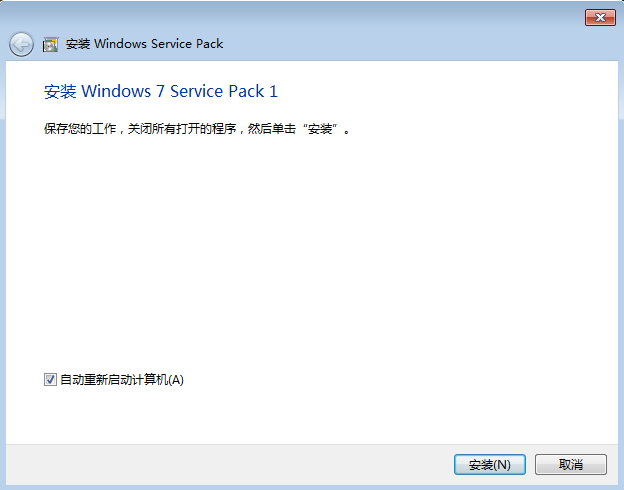 安装 Windows Service Pack
安装 Windows 7 Service Pack 1
保存您的工作，关闭所有打开的程序，然后单击“安装”。
自动重新启动计算机(A)
安装(N)
取消